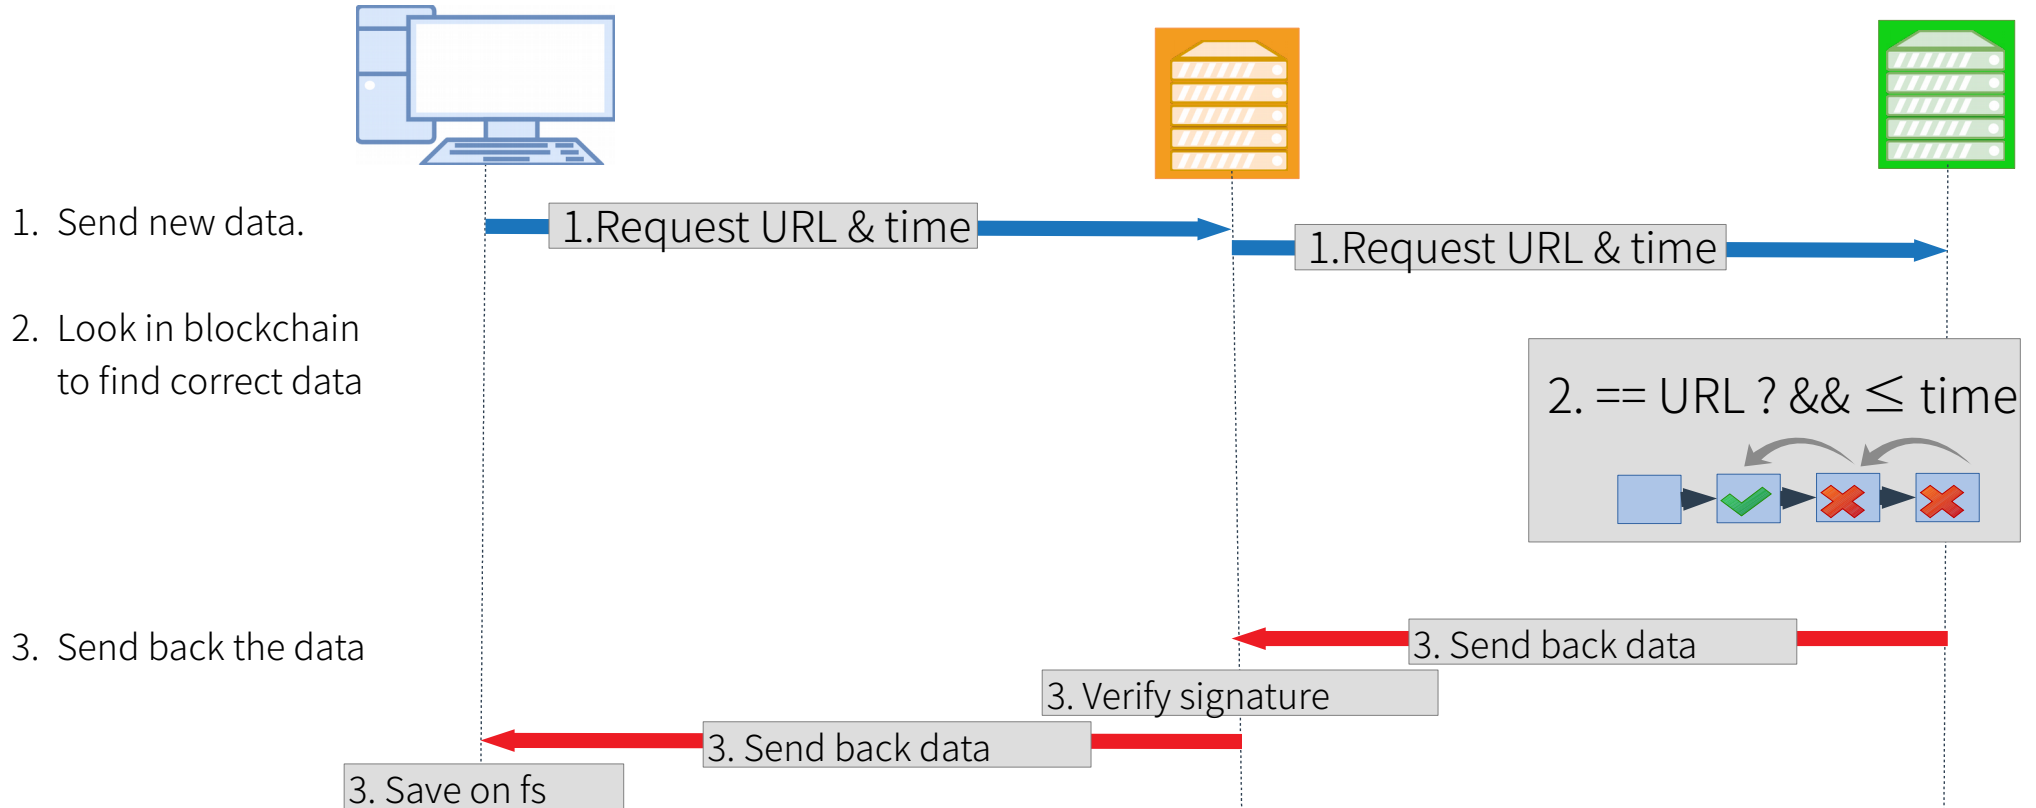 1. Send new data.
1.Request URL & time
1.Request URL & time
2. Look in blockchain
to find correct data
2. == URL ? && ≤ time
3. Send back the data
3. Send back data
3. Verify signature
3. Send back data
3. Save on fs